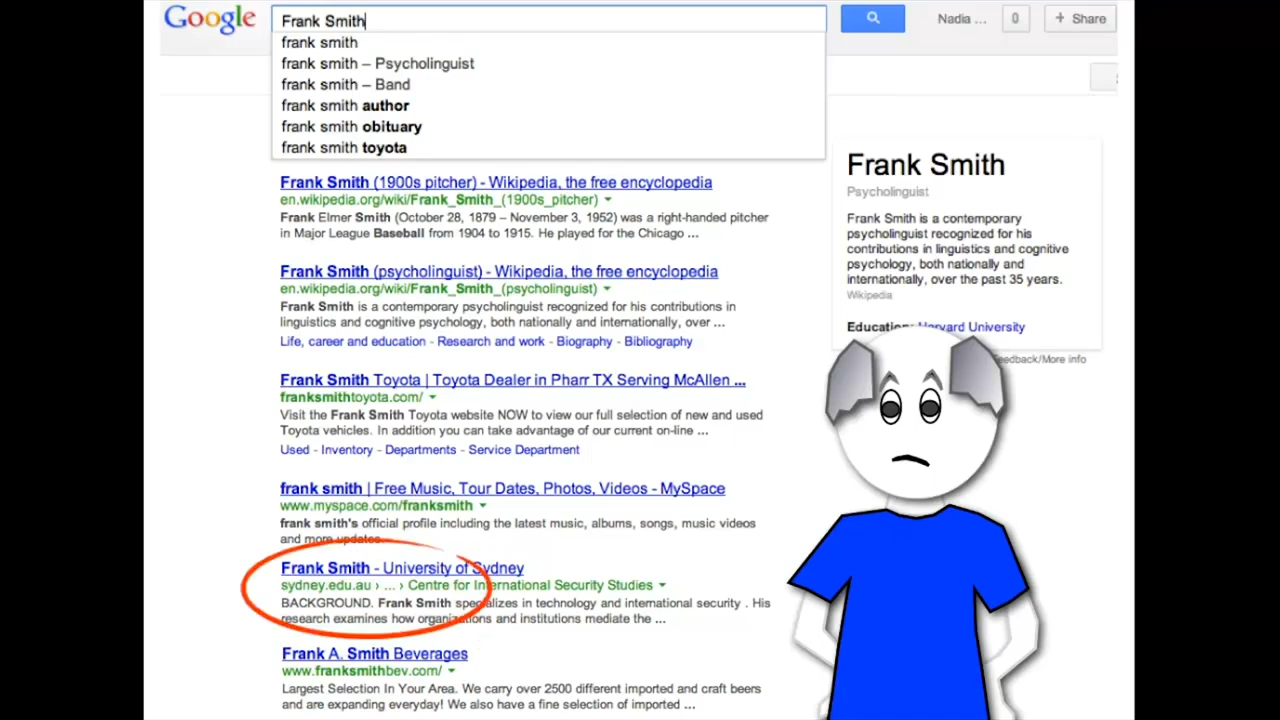 Google
Frank Smith
Nadia ...
0
+ Share
frank smith
frank smith – Psycholinguist
frank smith – Band
frank smith author
frank smith obituary
frank smith toyota
Frank Smith (1900s pitcher) - Wikipedia, the free encyclopedia
en.wikipedia.org/wiki/Frank_Smith_(1900s_pitcher)
Frank Elmer Smith (October 28, 1879 – November 3, 1952) was a right-handed pitcher
in Major League Baseball from 1904 to 1915. He played for the Chicago ...
Frank Smith (psycholinguist) - Wikipedia, the free encyclopedia
en.wikipedia.org/wiki/Frank_Smith_(psycholinguist)
Frank Smith is a contemporary psycholinguist recognized for his contributions in
linguistics and cognitive psychology, both nationally and internationally, over ...
Life, career and education - Research and work - Biography - Bibliography
Frank Smith Toyota | Toyota Dealer in Pharr TX Serving McAllen ...
franksmithtoyota.com/
Visit the Frank Smith Toyota website NOW to view our full selection of new and used
Toyota vehicles. In addition you can take advantage of our current on-line ...
Used - Inventory - Departments - Service Department
frank smith | Free Music, Tour Dates, Photos, Videos - MySpace
www.myspace.com/franksmith
frank smith's official profile including the latest music, albums, songs, music videos
and more updates.
Frank Smith - University of Sydney
sydney.edu.au › ... › Centre for International Security Studies
BACKGROUND. Frank Smith specializes in technology and international security . His
research examines how organizations and institutions mediate the ...
Frank A. Smith Beverages
www.franksmithbev.com/
Largest Selection In Your Area. We carry over 2500 different imported and craft beers
and are expanding everyday! We also have a fine selection of imported ...
Frank Smith
Psycholinguist
Frank Smith is a contemporary
psycholinguist recognized for his
contributions in linguistics and cognitive
psychology, both nationally and
internationally, over the past 35 years.
Wikipedia
Education: Harvard University
Feedback/More info